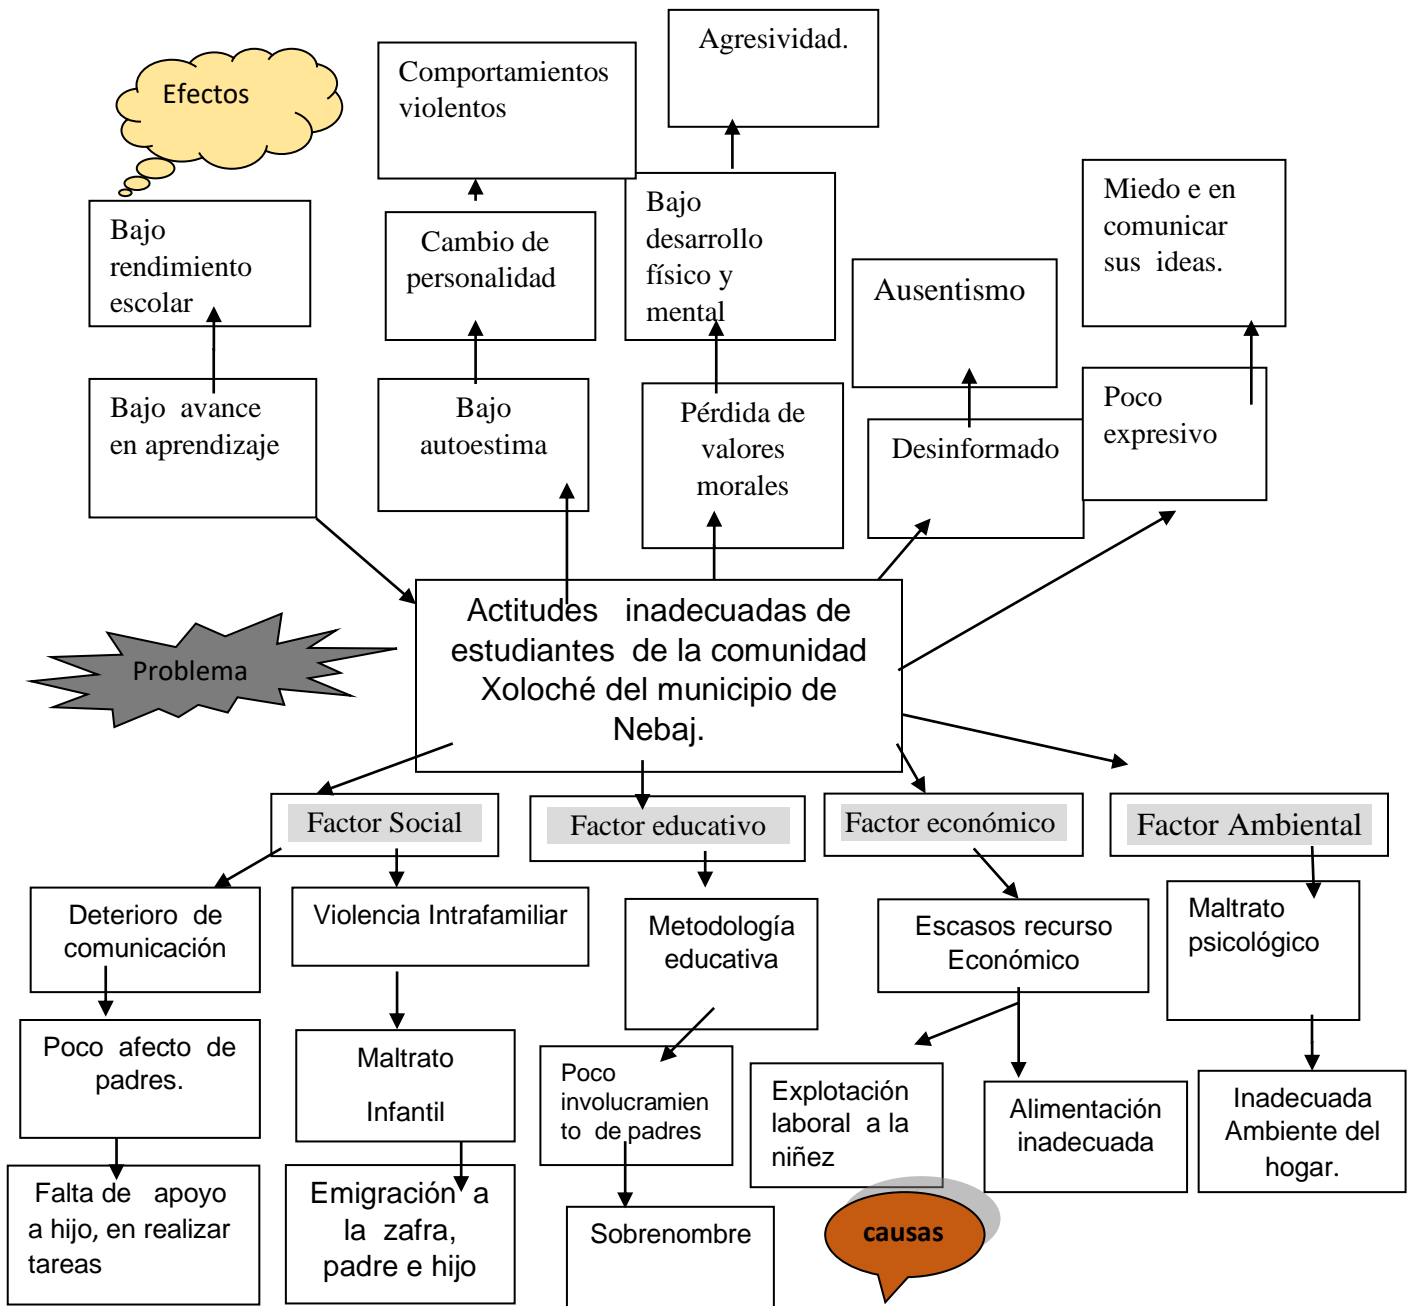 Agresividad.
Comportamientos
violentos
Efectos
Miedo e en
comunicar
sus ideas.
Bajo
rendimiento
escolar
Cambio de
personalidad
Bajo
desarrollo
físico y
mental
Ausentismo
Bajo avance
en aprendizaje
Bajo
autoestima
Pérdida de
valores
morales
Desinformado
Poco
expresivo
Actitudes inadecuadas de
estudiantes de la comunidad
Xoloché del municipio de
Nebaj.
Problema
Factor Social
Factor educativo
Factor económico
Factor Ambiental
Deterioro de
comunicación
Violencia Intrafamiliar
Metodología
educativa
Escasos recurso
Económico
Maltrato
psicológico
Poco afecto de
padres.
Maltrato
Infantil
Poco
involucramien
to de padres
Explotación
laboral a la
niñez
Alimentación
inadecuada
Inadecuada
Ambiente del
hogar.
Falta de apoyo
a hijo, en realizar
tareas
Emigración a
la zafra,
padre e hijo
Sobrenombre
causas